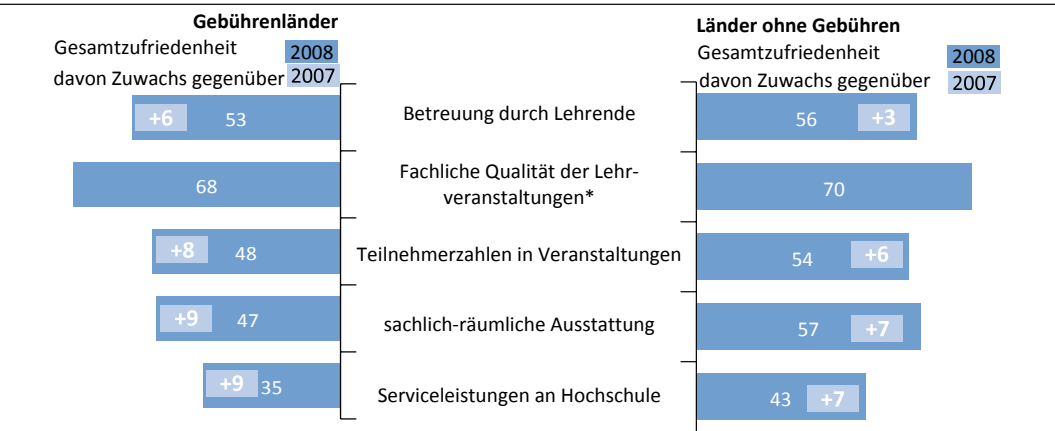 Gebührenländer
Gesamtzufriedenheit 2008
davon Zuwachs gegenüber 2007
Länder ohne Gebühren
Gesamtzufriedenheit 2008
davon Zuwachs gegenüber 2007
+6 53 Betreuung durch Lehrende 56 +3
68 Fachliche Qualität der Lehr-
veranstaltungen* 70
+8 48 Teilnehmerzahlen in Veranstaltungen 54 +6
+9 47 sachlich-räumliche Ausstattung 57 +7
+9 35 Serviceleistungen an Hochschule 43 +7